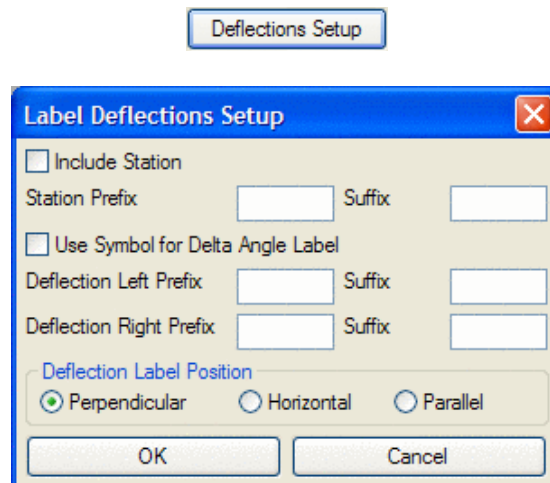 Deflections Setup
Label Deflections Setup
Include Station
Station Prefix Suffix
Use Symbol for Delta Angle Label
Deflection Left Prefix Suffix
Deflection Right Prefix Suffix
Deflection Label Position
Perpendicular Horizontal Parallel
OK Cancel